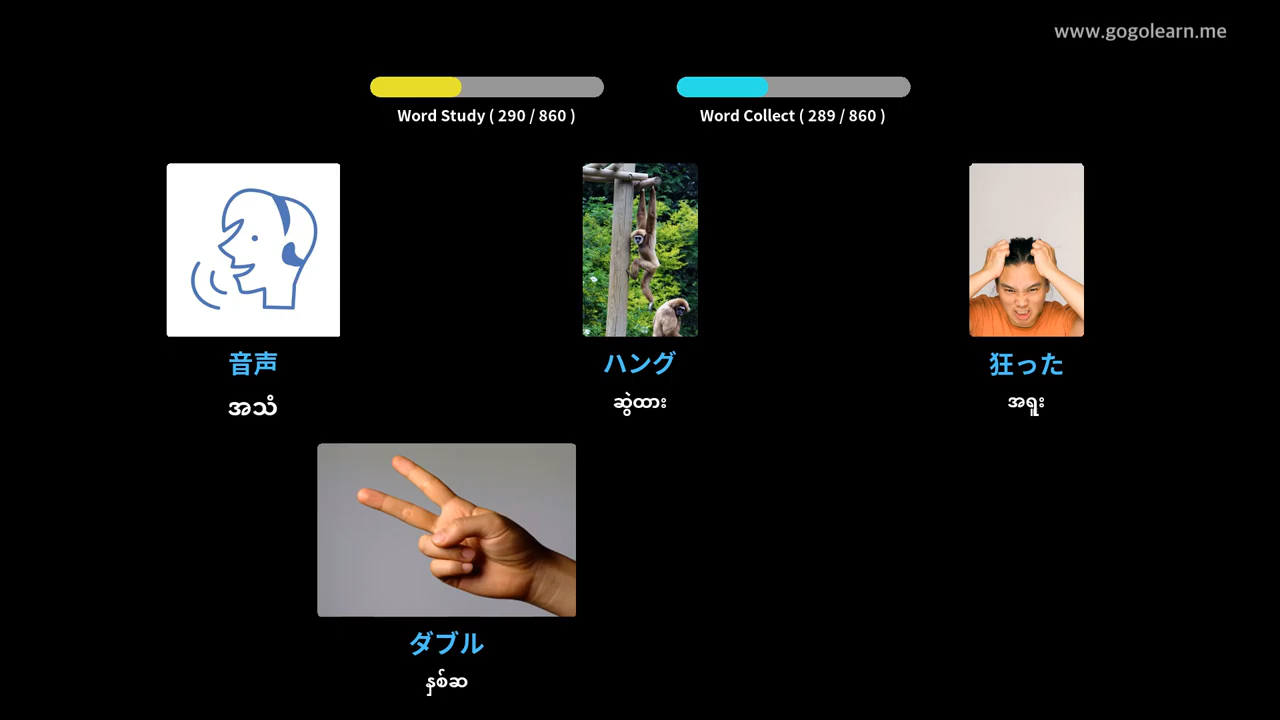 www.gogolearn.me
Word Study ( 290 / 860 )
Word Collect ( 289 / 860 )
音声
အသံ
ハング
ဆွဲထား
狂った
အရူး
ダブル
နှစ်ဆ